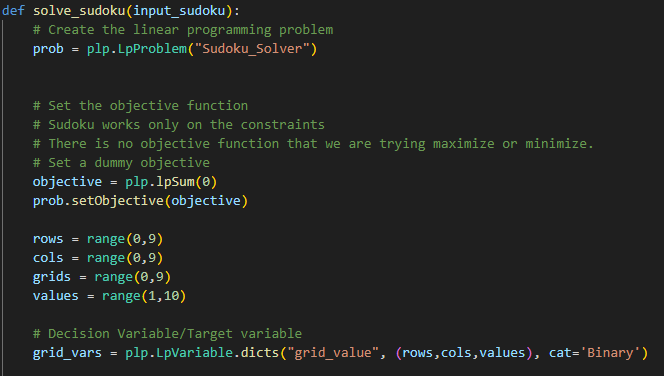 def solve_sudoku(input_sudoku):
    # Create the linear programming problem
    prob = plp.LpProblem("Sudoku_Solver")
    # Set the objective function
    # Sudoku works only on the constraints
    # There is no objective function that we are trying maximize or minimize.
    # Set a dummy objective
    objective = plp.lpSum(0)
    prob.setObjective(objective)
    rows = range(0,9)
    cols = range(0,9)
    grids = range(0,9)
    values = range(1,10)
    # Decision Variable/Target variable
    grid_vars = plp.LpVariable.dicts("grid_value", (rows,cols,values), cat='Binary')